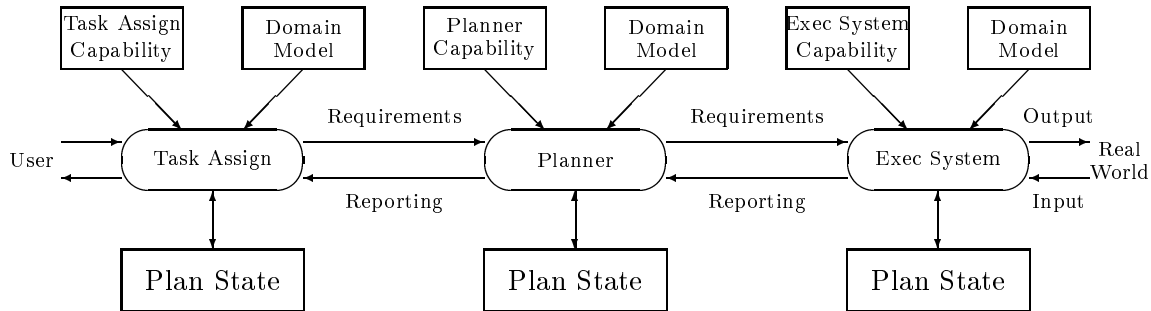 Task Assign
Capability
Domain
Model
Planner
Capability
Domain
Model
Exec System
Capability
Domain
Model
Requirements
Requirements
Output
User
Task Assign
Planner
Exec System
Real
World
Reporting
Reporting
Input
Plan State
Plan State
Plan State